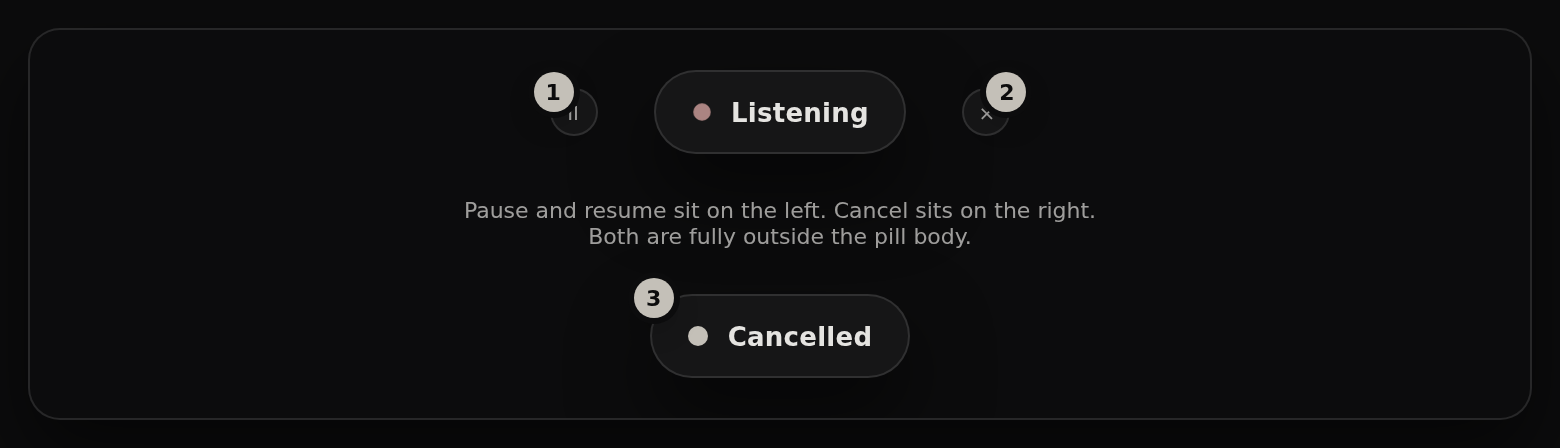 1
2
Listening
Pause and resume sit on the left. Cancel sits on the right.
Both are fully outside the pill body.
3
Cancelled